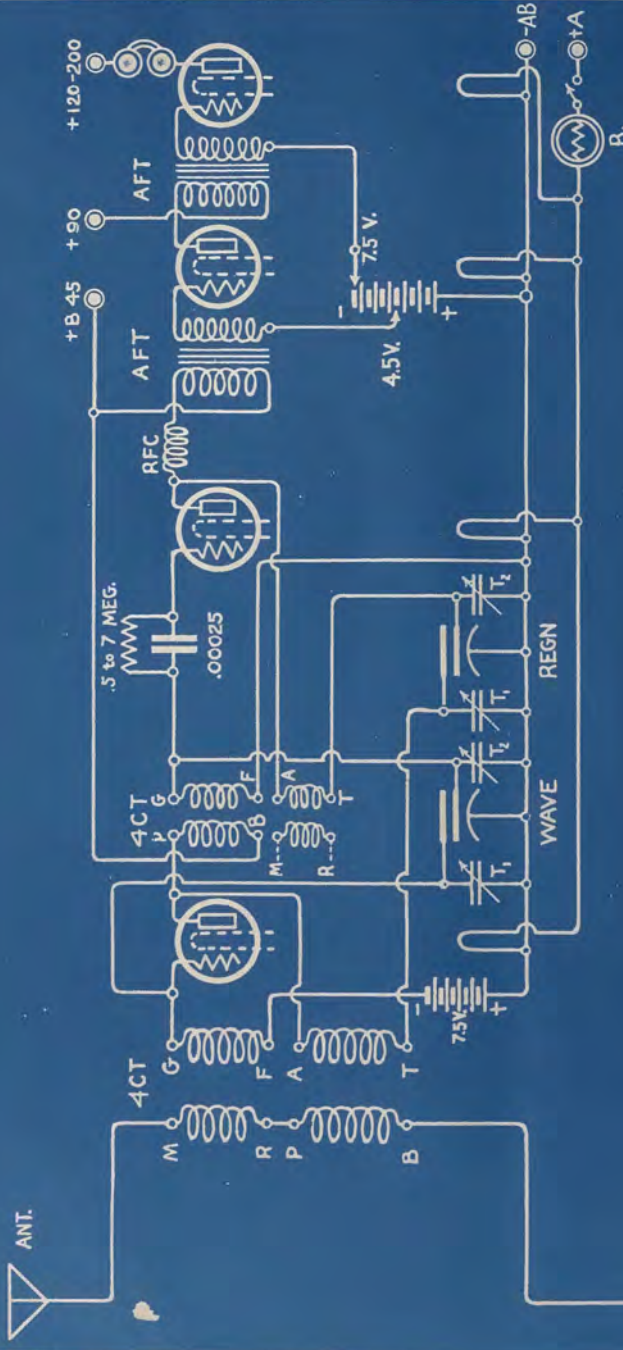 ANT.
4CT
M
R
P
B
G
F
A
T
7.5V.
-
+
4CT
P
B
G
F
M
R
A
T
.5 to 7 MEG.
.00025
RFC
AFT
AFT
+B 45
+90
+120-200
-
+
4.5V.
7.5 V.
T₁
WAVE
T₂
T₁
REGN
T₂
-AB
+A
R.